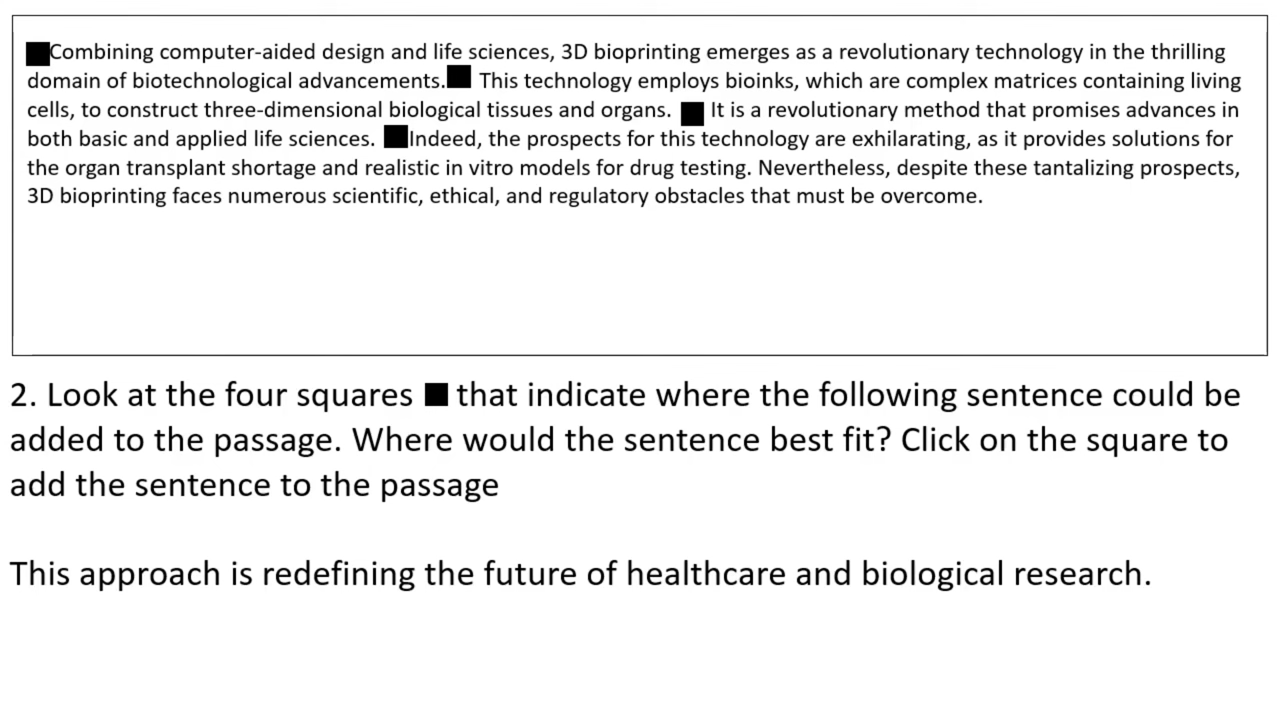 ■Combining computer-aided design and life sciences, 3D bioprinting emerges as a revolutionary technology in the thrilling
domain of biotechnological advancements.■ This technology employs bioinks, which are complex matrices containing living
cells, to construct three-dimensional biological tissues and organs. ■ It is a revolutionary method that promises advances in
both basic and applied life sciences. ■Indeed, the prospects for this technology are exhilarating, as it provides solutions for
the organ transplant shortage and realistic in vitro models for drug testing. Nevertheless, despite these tantalizing prospects,
3D bioprinting faces numerous scientific, ethical, and regulatory obstacles that must be overcome.
2. Look at the four squares ■ that indicate where the following sentence could be
added to the passage. Where would the sentence best fit? Click on the square to
add the sentence to the passage
This approach is redefining the future of healthcare and biological research.